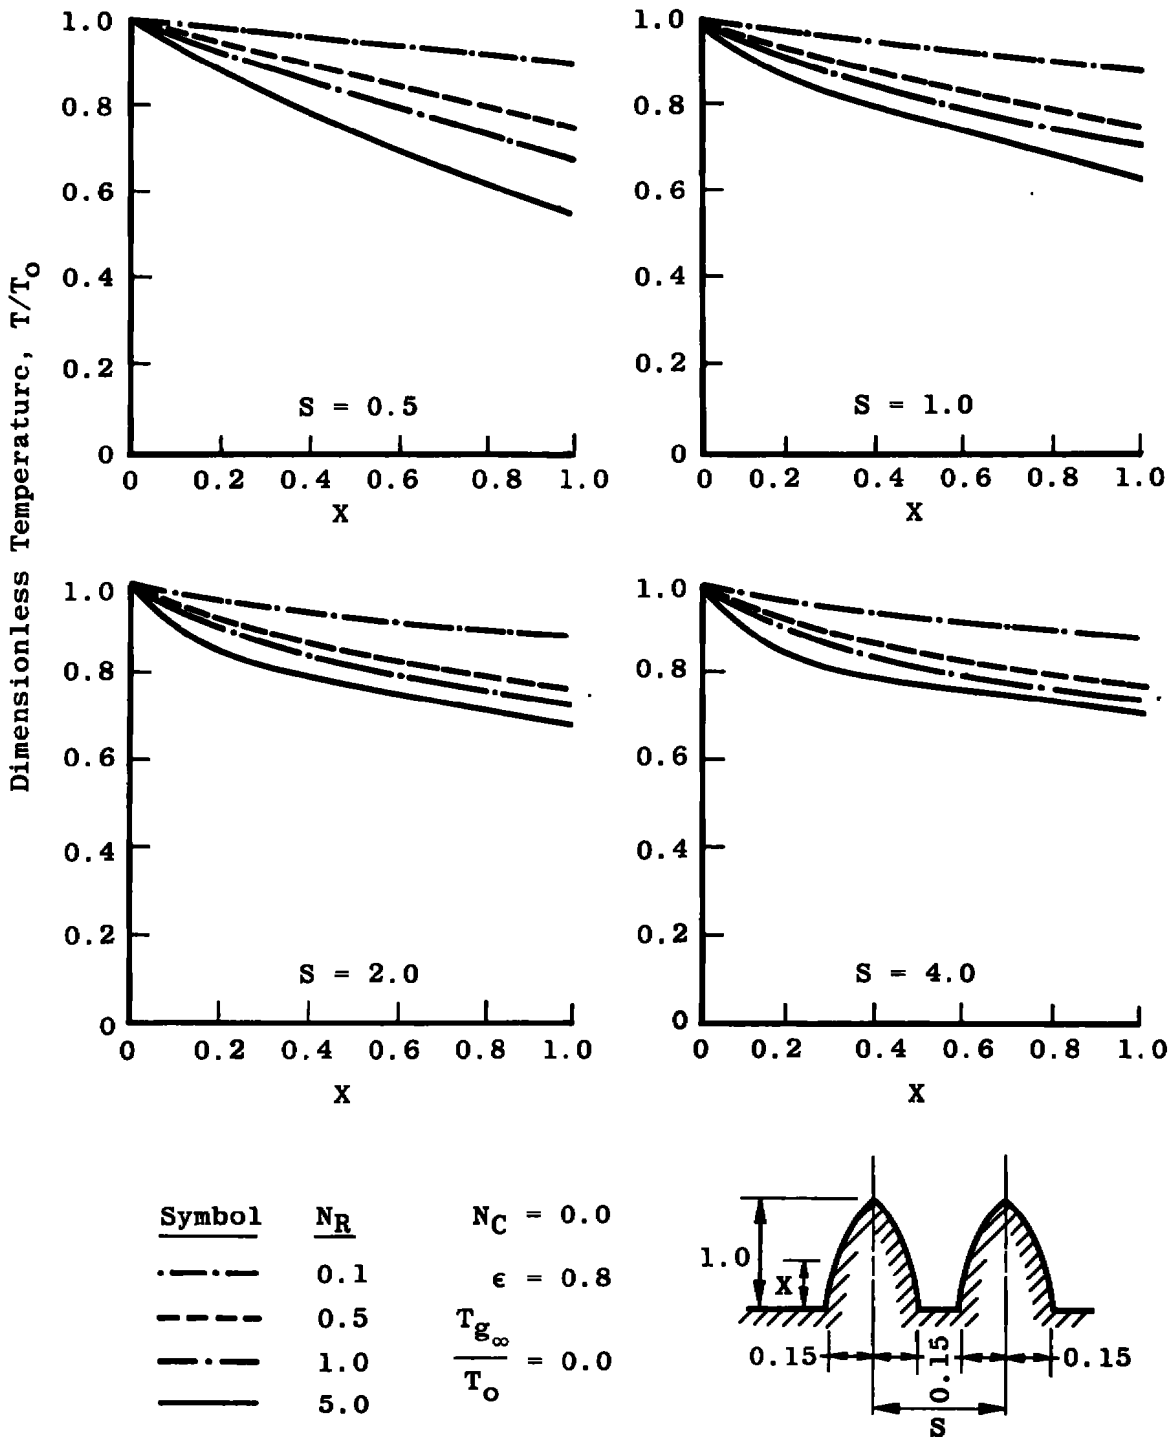 Dimensionless Temperaturc, T/To
1.0
0.8
0.6
0.4
0.2
0
S = 0.5
0 0.2 0.4 0.6 0.8 1.0
X
1.0
0.8
0.6
0.4
0.2
0
S = 1.0
0 0.2 0.4 0.6 0.8 1.0
X
1.0
0.8
0.6
0.4
0.2
0
S = 2.0
0 0.2 0.4 0.6 0.8 1.0
X
1.0
0.8
0.6
0.4
0.2
0
S = 4.0
0 0.2 0.4 0.6 0.8 1.0
X
Symbol NR NC = 0.0
0.1 ϵ = 0.8
0.5
1.0
5.0
Tg∞
To = 0.0
1.0
X
0.15 0.15 0.15
S